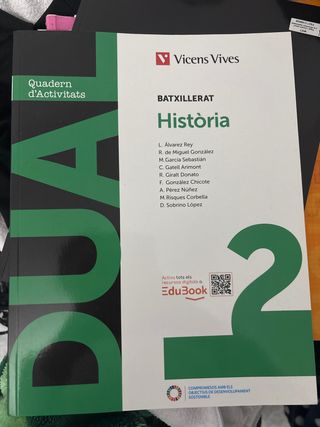 Vicens Vives
Quadern
d'Activitats
DUAL
BATXILLERAT
Història
L. Álvarez Rey
R. de Miguel González
M.García Sebastián
C. Gatell Arimont
R. Giralt Donato
F. González Chicote
A. Pérez Núñez
M.Risques Corbella
D. Sobrino López
2
Activa tots els
recursos digitals a
EduBook
COMPROMESOS AMB ELS
OBJECTIUS DE DESENVOLUPAMENT
SOSTENIBLE